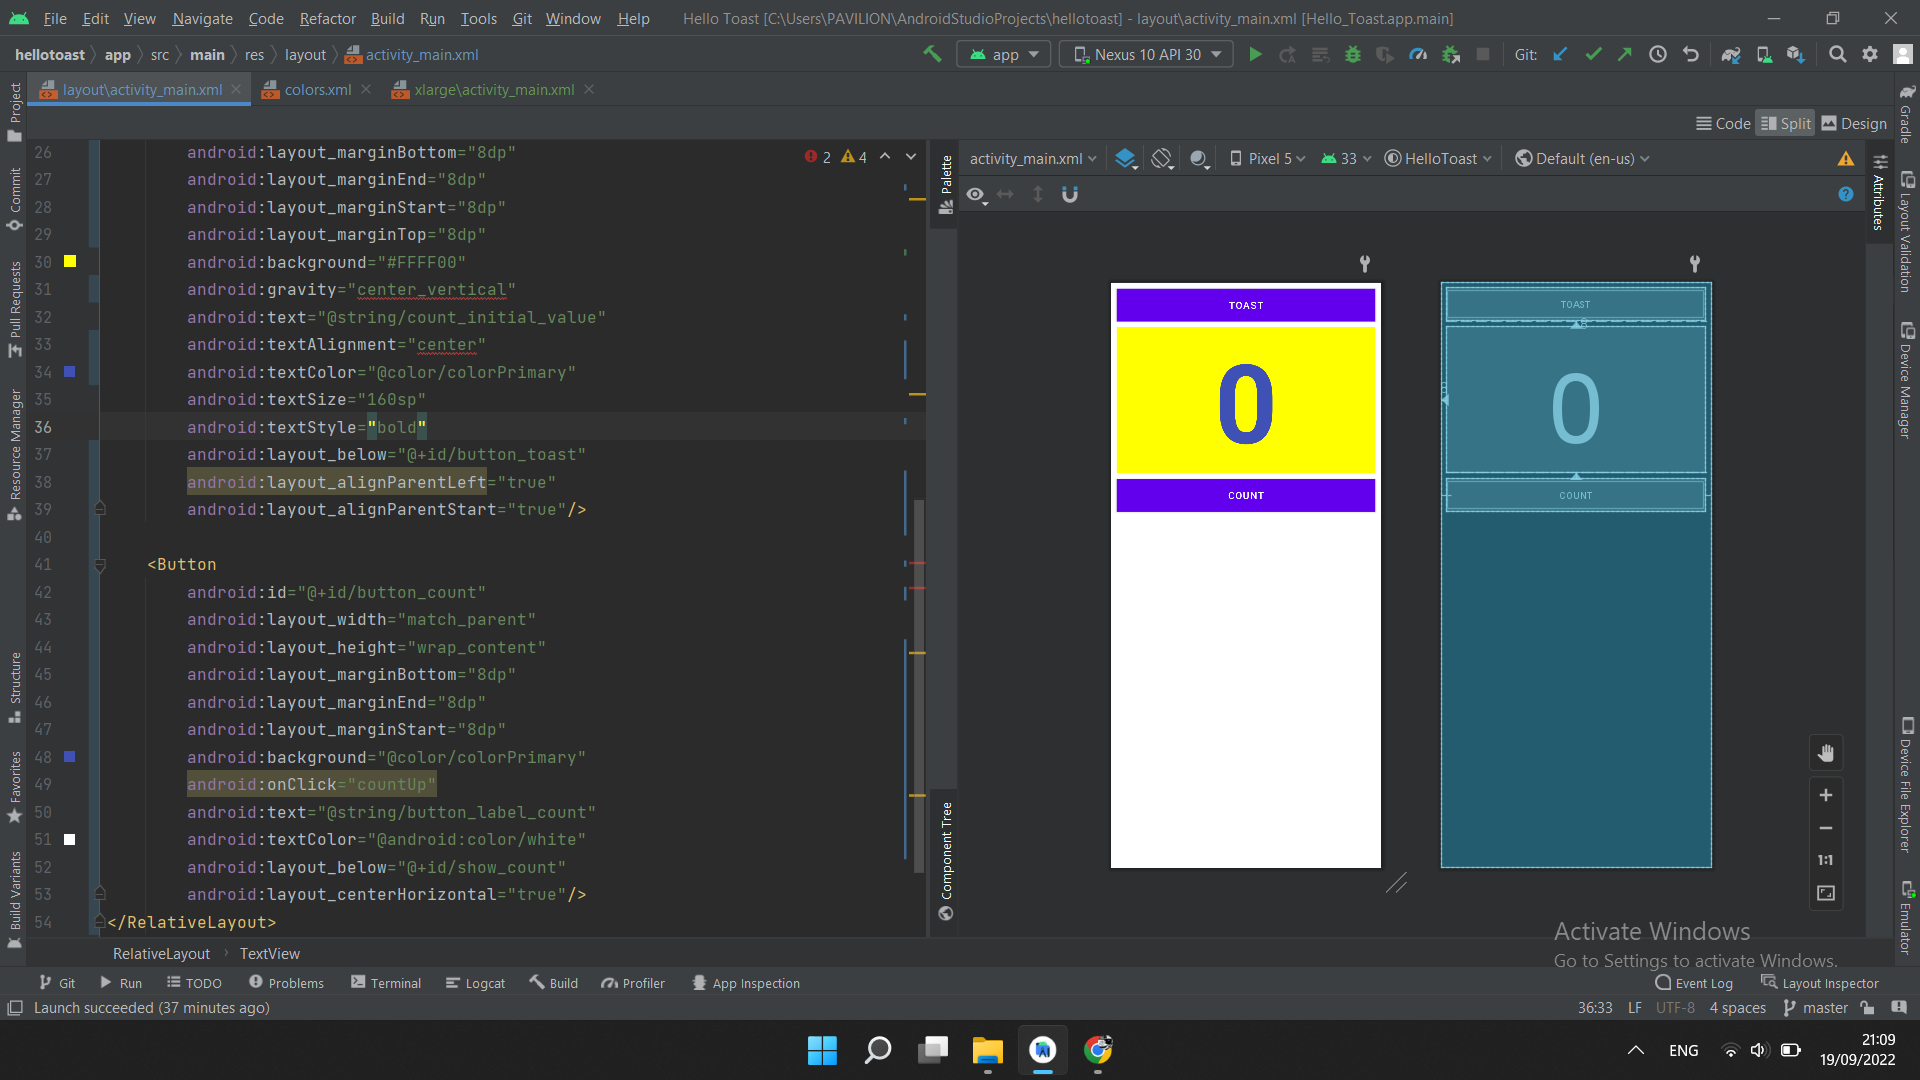 File Edit View Navigate Code Refactor Build Run Tools Git Window Help Hello Toast [C:\Users\PAVILION\AndroidStudioProjects\hellotoast] - layout\activity_main.xml [Hello_Toast.app.main]
hellotoast app src main res layout activity_main.xml app Nexus 10 API 30 Git:
layout\activity_main.xml colors.xml xlarge\activity_main.xml
Code Split Design
activity_main.xml Pixel 5 33 HelloToast Default (en-us)
2 4
26 android:layout_marginBottom="8dp"
27 android:layout_marginEnd="8dp"
28 android:layout_marginStart="8dp"
29 android:layout_marginTop="8dp"
30 android:background="#FFFF00"
31 android:gravity="center_vertical"
32 android:text="@string/count_initial_value"
33 android:textAlignment="center"
34 android:textColor="@color/colorPrimary"
35 android:textSize="160sp"
36 android:textStyle="bold"
37 android:layout_below="@+id/button_toast"
38 android:layout_alignParentLeft="true"
39 android:layout_alignParentStart="true"/>
40
41 <Button
42 android:id="@+id/button_count"
43 android:layout_width="match_parent"
44 android:layout_height="wrap_content"
45 android:layout_marginBottom="8dp"
46 android:layout_marginEnd="8dp"
47 android:layout_marginStart="8dp"
48 android:background="@color/colorPrimary"
49 android:onClick="countUp"
50 android:text="@string/button_label_count"
51 android:textColor="@android:color/white"
52 android:layout_below="@+id/show_count"
53 android:layout_centerHorizontal="true"/>
54 </RelativeLayout>
RelativeLayout TextView
Project
Commit
Pull Requests
Resource Manager
Structure
Favorites
Build Variants
Palette
Component Tree
TOAST
0
COUNT
TOAST
0
COUNT
1:1
Attributes
Gradle
Layout Validation
Device Manager
Device File Explorer
Emulator
Activate Windows
Go to Settings to activate Windows.
Git Run TODO Problems Terminal Logcat Build Profiler App Inspection Event Log Layout Inspector
Launch succeeded (37 minutes ago) 36:33 LF UTF-8 4 spaces master
ENG
21:09
19/09/2022